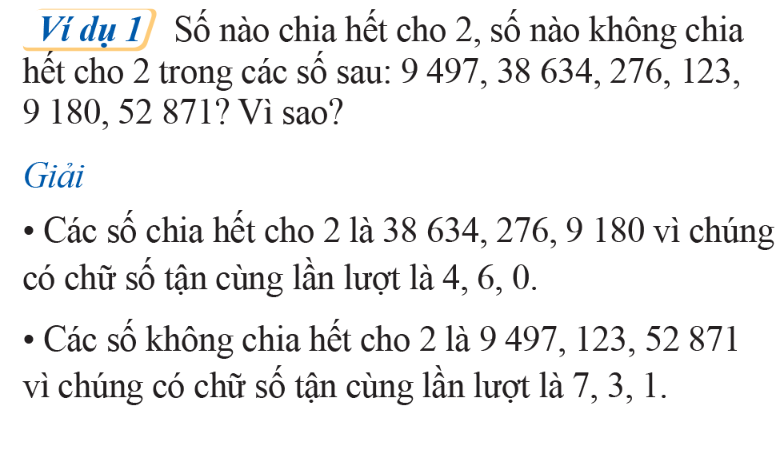 Ví dụ 1 Số nào chia hết cho 2, số nào không chia
hết cho 2 trong các số sau: 9 497, 38 634, 276, 123,
9 180, 52 871? Vì sao?
Giải
• Các số chia hết cho 2 là 38 634, 276, 9 180 vì chúng
có chữ số tận cùng lần lượt là 4, 6, 0.
• Các số không chia hết cho 2 là 9 497, 123, 52 871
vì chúng có chữ số tận cùng lần lượt là 7, 3, 1.